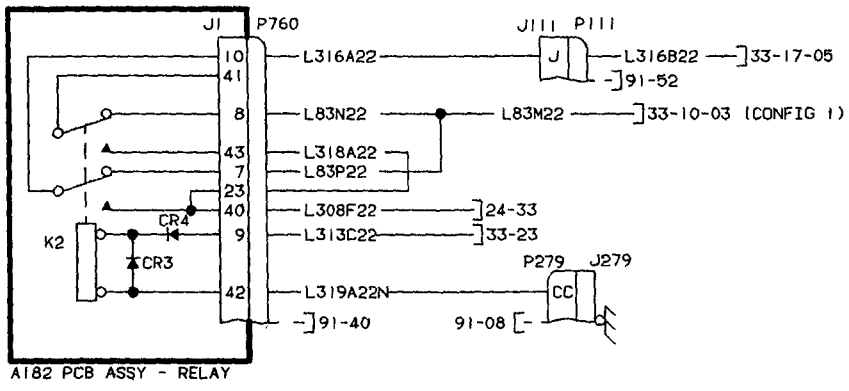 J1 P760 J111 P111
10 L316A22 J L316B22 33-17-05
41 91-52
8 L83N22 L83M22 33-10-03 (CONFIG 1)
43 L318A22
7 L83P22
23
40 L308F22 24-33
CR4
K2 9 L313C22 33-23
CR3 P279 J279
42 L319A22N CC
91-40 91-08
A182 PCB ASSY - RELAY